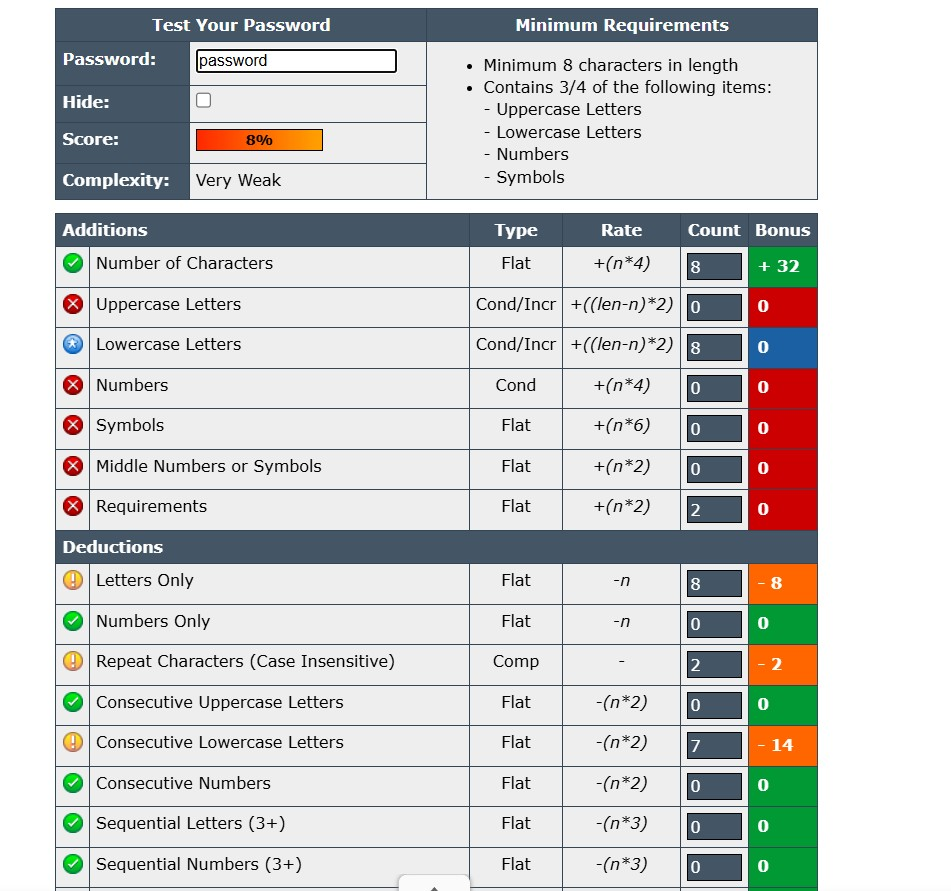 Test Your Password Minimum Requirements
Password: password
Hide:
Score: 8%
Complexity: Very Weak
• Minimum 8 characters in length
• Contains 3/4 of the following items:
- Uppercase Letters
- Lowercase Letters
- Numbers
- Symbols
Additions Type Rate Count Bonus
Number of Characters Flat +(n*4) 8 + 32
Uppercase Letters Cond/Incr +((len-n)*2) 0 0
Lowercase Letters Cond/Incr +((len-n)*2) 8 0
Numbers Cond +(n*4) 0 0
Symbols Flat +(n*6) 0 0
Middle Numbers or Symbols Flat +(n*2) 0 0
Requirements Flat +(n*2) 2 0
Deductions
Letters Only Flat -n 8 - 8
Numbers Only Flat -n 0 0
Repeat Characters (Case Insensitive) Comp - 2 - 2
Consecutive Uppercase Letters Flat -(n*2) 0 0
Consecutive Lowercase Letters Flat -(n*2) 7 - 14
Consecutive Numbers Flat -(n*2) 0 0
Sequential Letters (3+) Flat -(n*3) 0 0
Sequential Numbers (3+) Flat -(n*3) 0 0